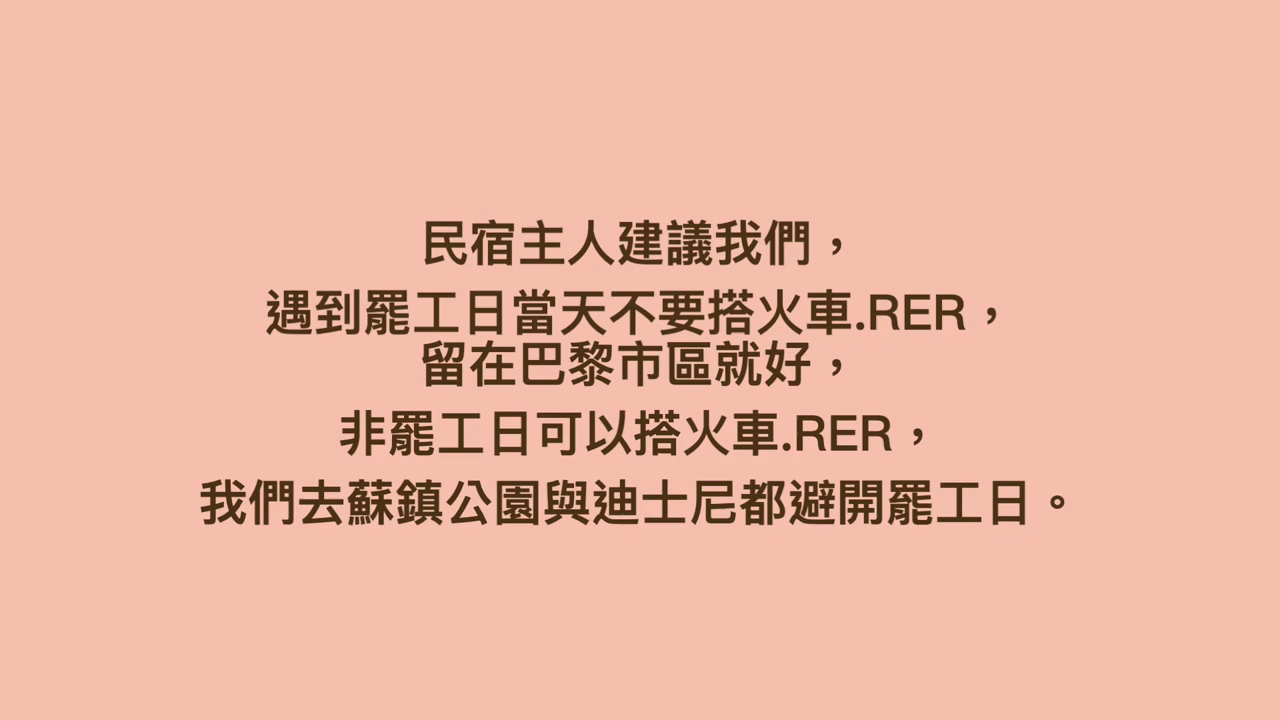 民宿主人建議我們，
遇到罷工日當天不要搭火車.RER，
留在巴黎市區就好，
非罷工日可以搭火車.RER，
我們去蘇鎮公園與迪士尼都避開罷工日。